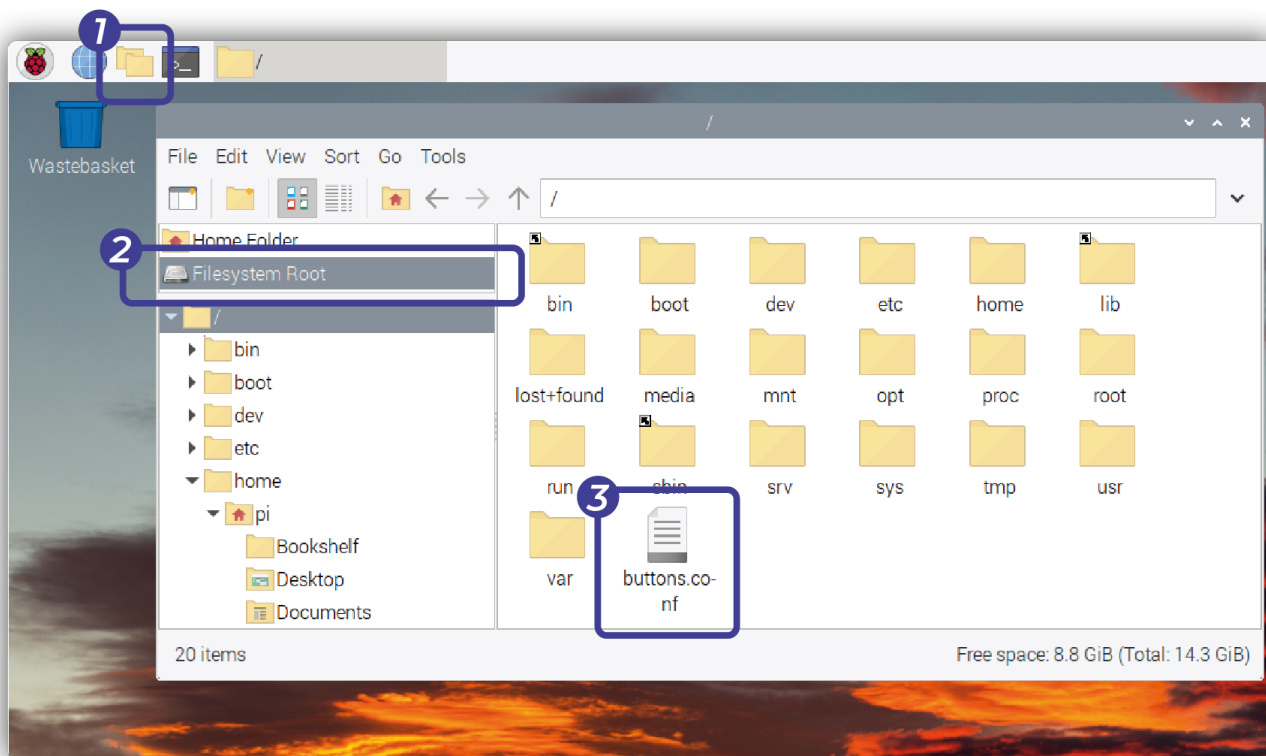 1
/
Wastebasket
/
File Edit View Sort Go Tools
/
Home Folder
2
Filesystem Root
/
bin
boot
dev
etc
home
pi
Bookshelf
Desktop
Documents
bin boot dev etc home lib
lost+found media mnt opt proc root
run sbin srv sys tmp usr
3
var buttons.co-
nf
20 items
Free space: 8.8 GiB (Total: 14.3 GiB)